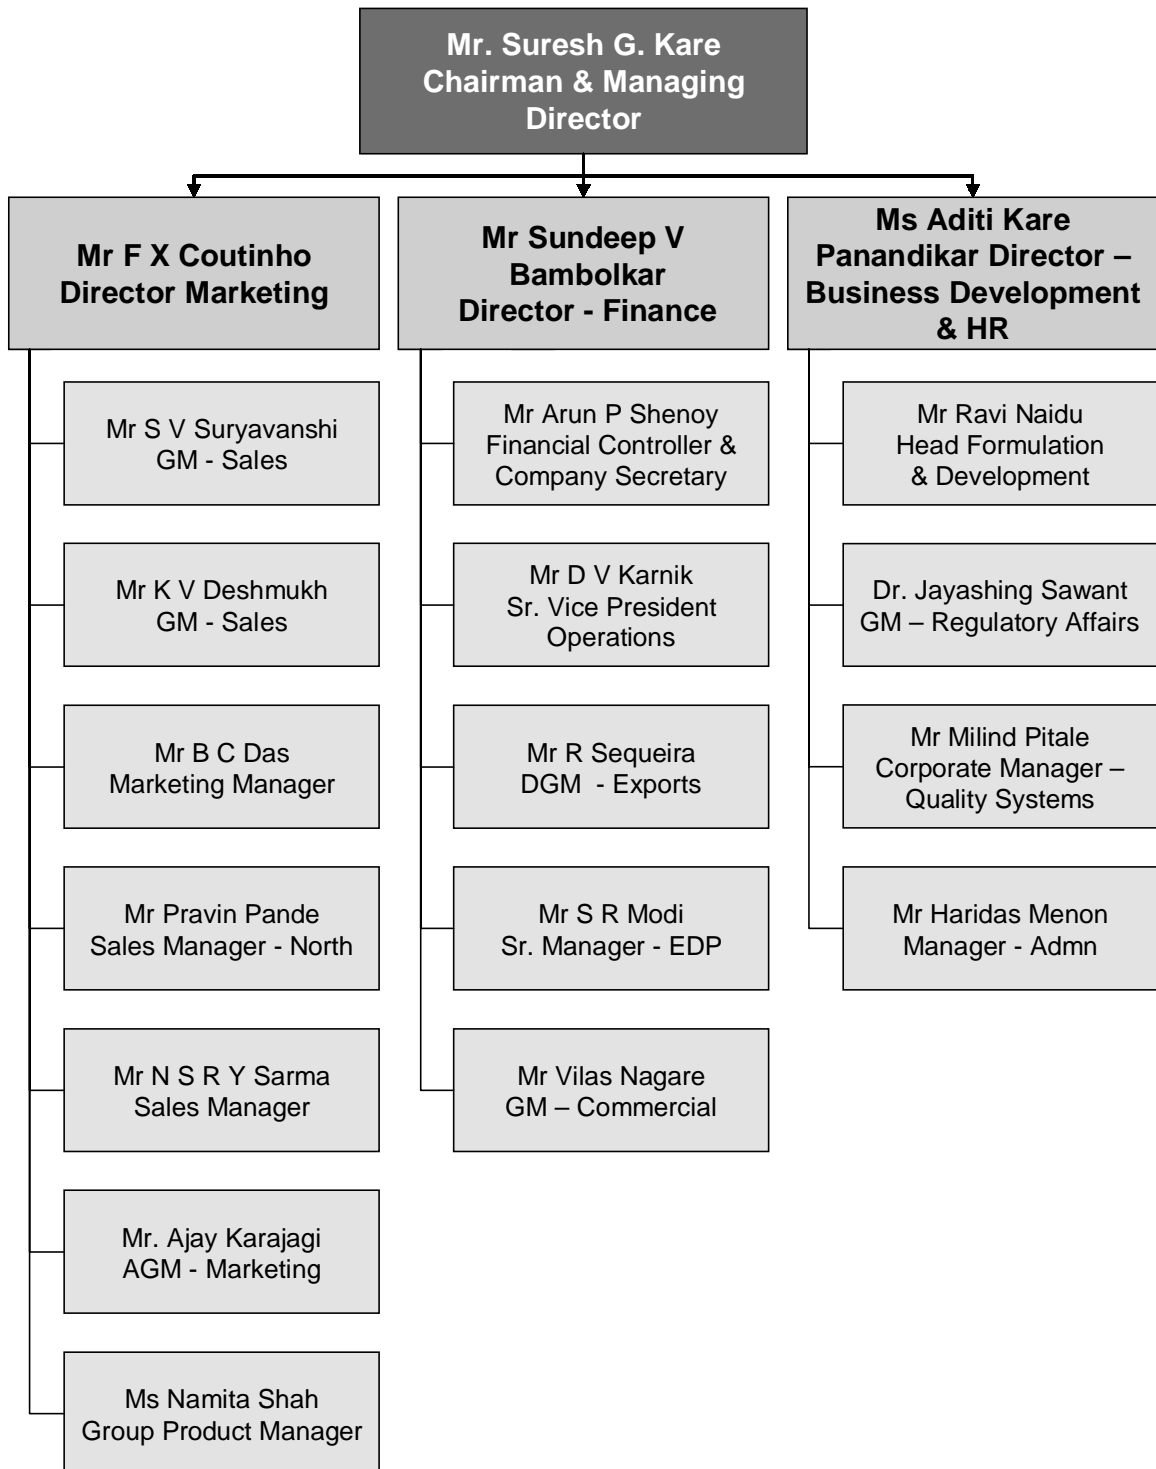 Mr. Suresh G. Kare
Chairman & Managing
Director
Mr F X Coutinho
Director Marketing
Mr S V Suryavanshi
GM - Sales
Mr K V Deshmukh
GM - Sales
Mr B C Das
Marketing Manager
Mr Pravin Pande
Sales Manager - North
Mr N S R Y Sarma
Sales Manager
Mr. Ajay Karajagi
AGM - Marketing
Ms Namita Shah
Group Product Manager
Mr Sundeep V
Bambolkar
Director - Finance
Mr Arun P Shenoy
Financial Controller &
Company Secretary
Mr D V Karnik
Sr. Vice President
Operations
Mr R Sequeira
DGM  - Exports
Mr S R Modi
Sr. Manager - EDP
Mr Vilas Nagare
GM – Commercial
Ms Aditi Kare
Panandikar Director –
Business Development
& HR
Mr Ravi Naidu
Head Formulation
& Development
Dr. Jayashing Sawant
GM – Regulatory Affairs
Mr Milind Pitale
Corporate Manager –
Quality Systems
Mr Haridas Menon
Manager - Admn